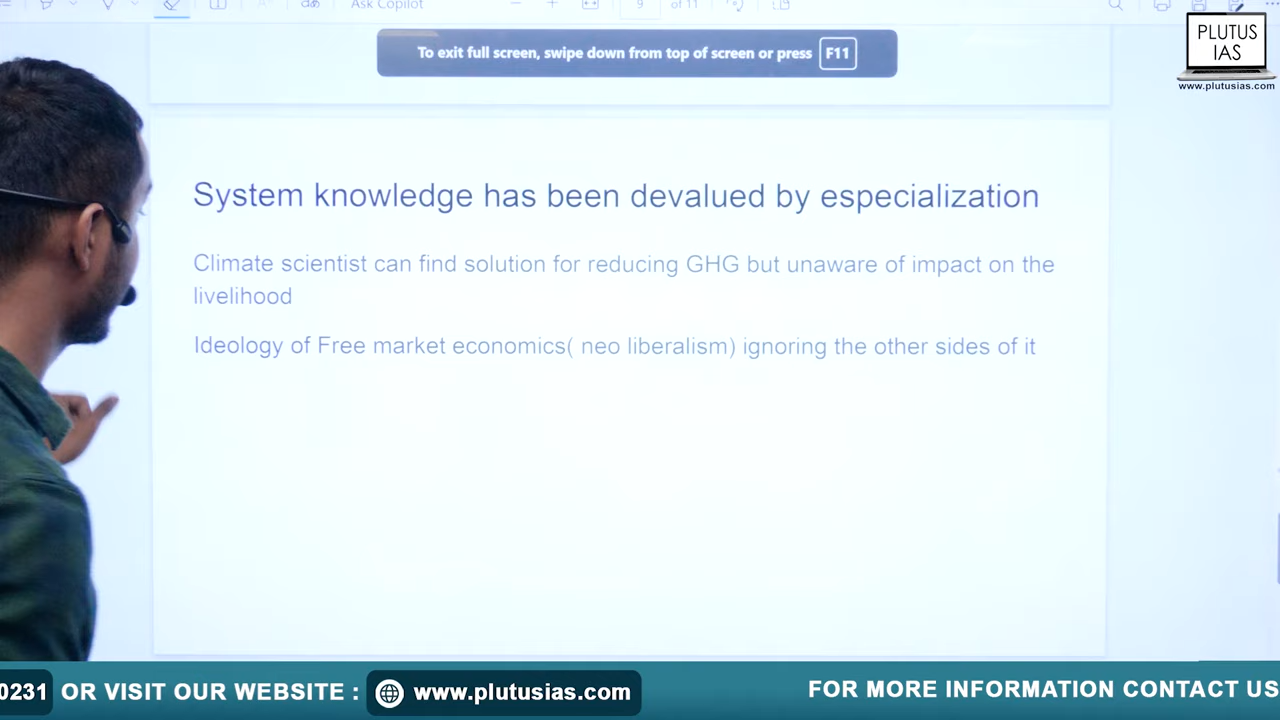 Ask Copilot
9 of 11
PLUTUS
IAS
www.plutusias.com
To exit full screen, swipe down from top of screen or press F11
System knowledge has been devalued by especialization
Climate scientist can find solution for reducing GHG but unaware of impact on the
livelihood
Ideology of Free market economics( neo liberalism) ignoring the other sides of it
0231 OR VISIT OUR WEBSITE : www.plutusias.com FOR MORE INFORMATION CONTACT US